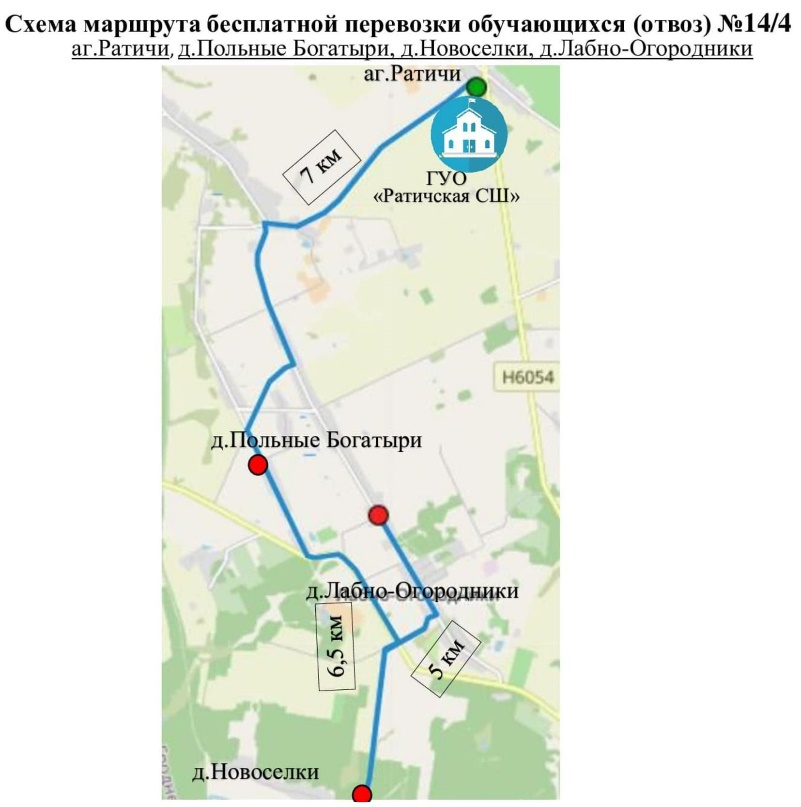 Схема маршрута бесплатной перевозки обучающихся (отвоз) №14/4
аг.Ратичи, д.Польные Богатыри, д.Новоселки, д.Лабно-Огородники
аг.Ратичи
7 км
ГУО
«Ратичская СШ»
Н6054
д.Польные Богатыри
д.Лабно-Огородники
6,5 км
5 км
д.Новоселки